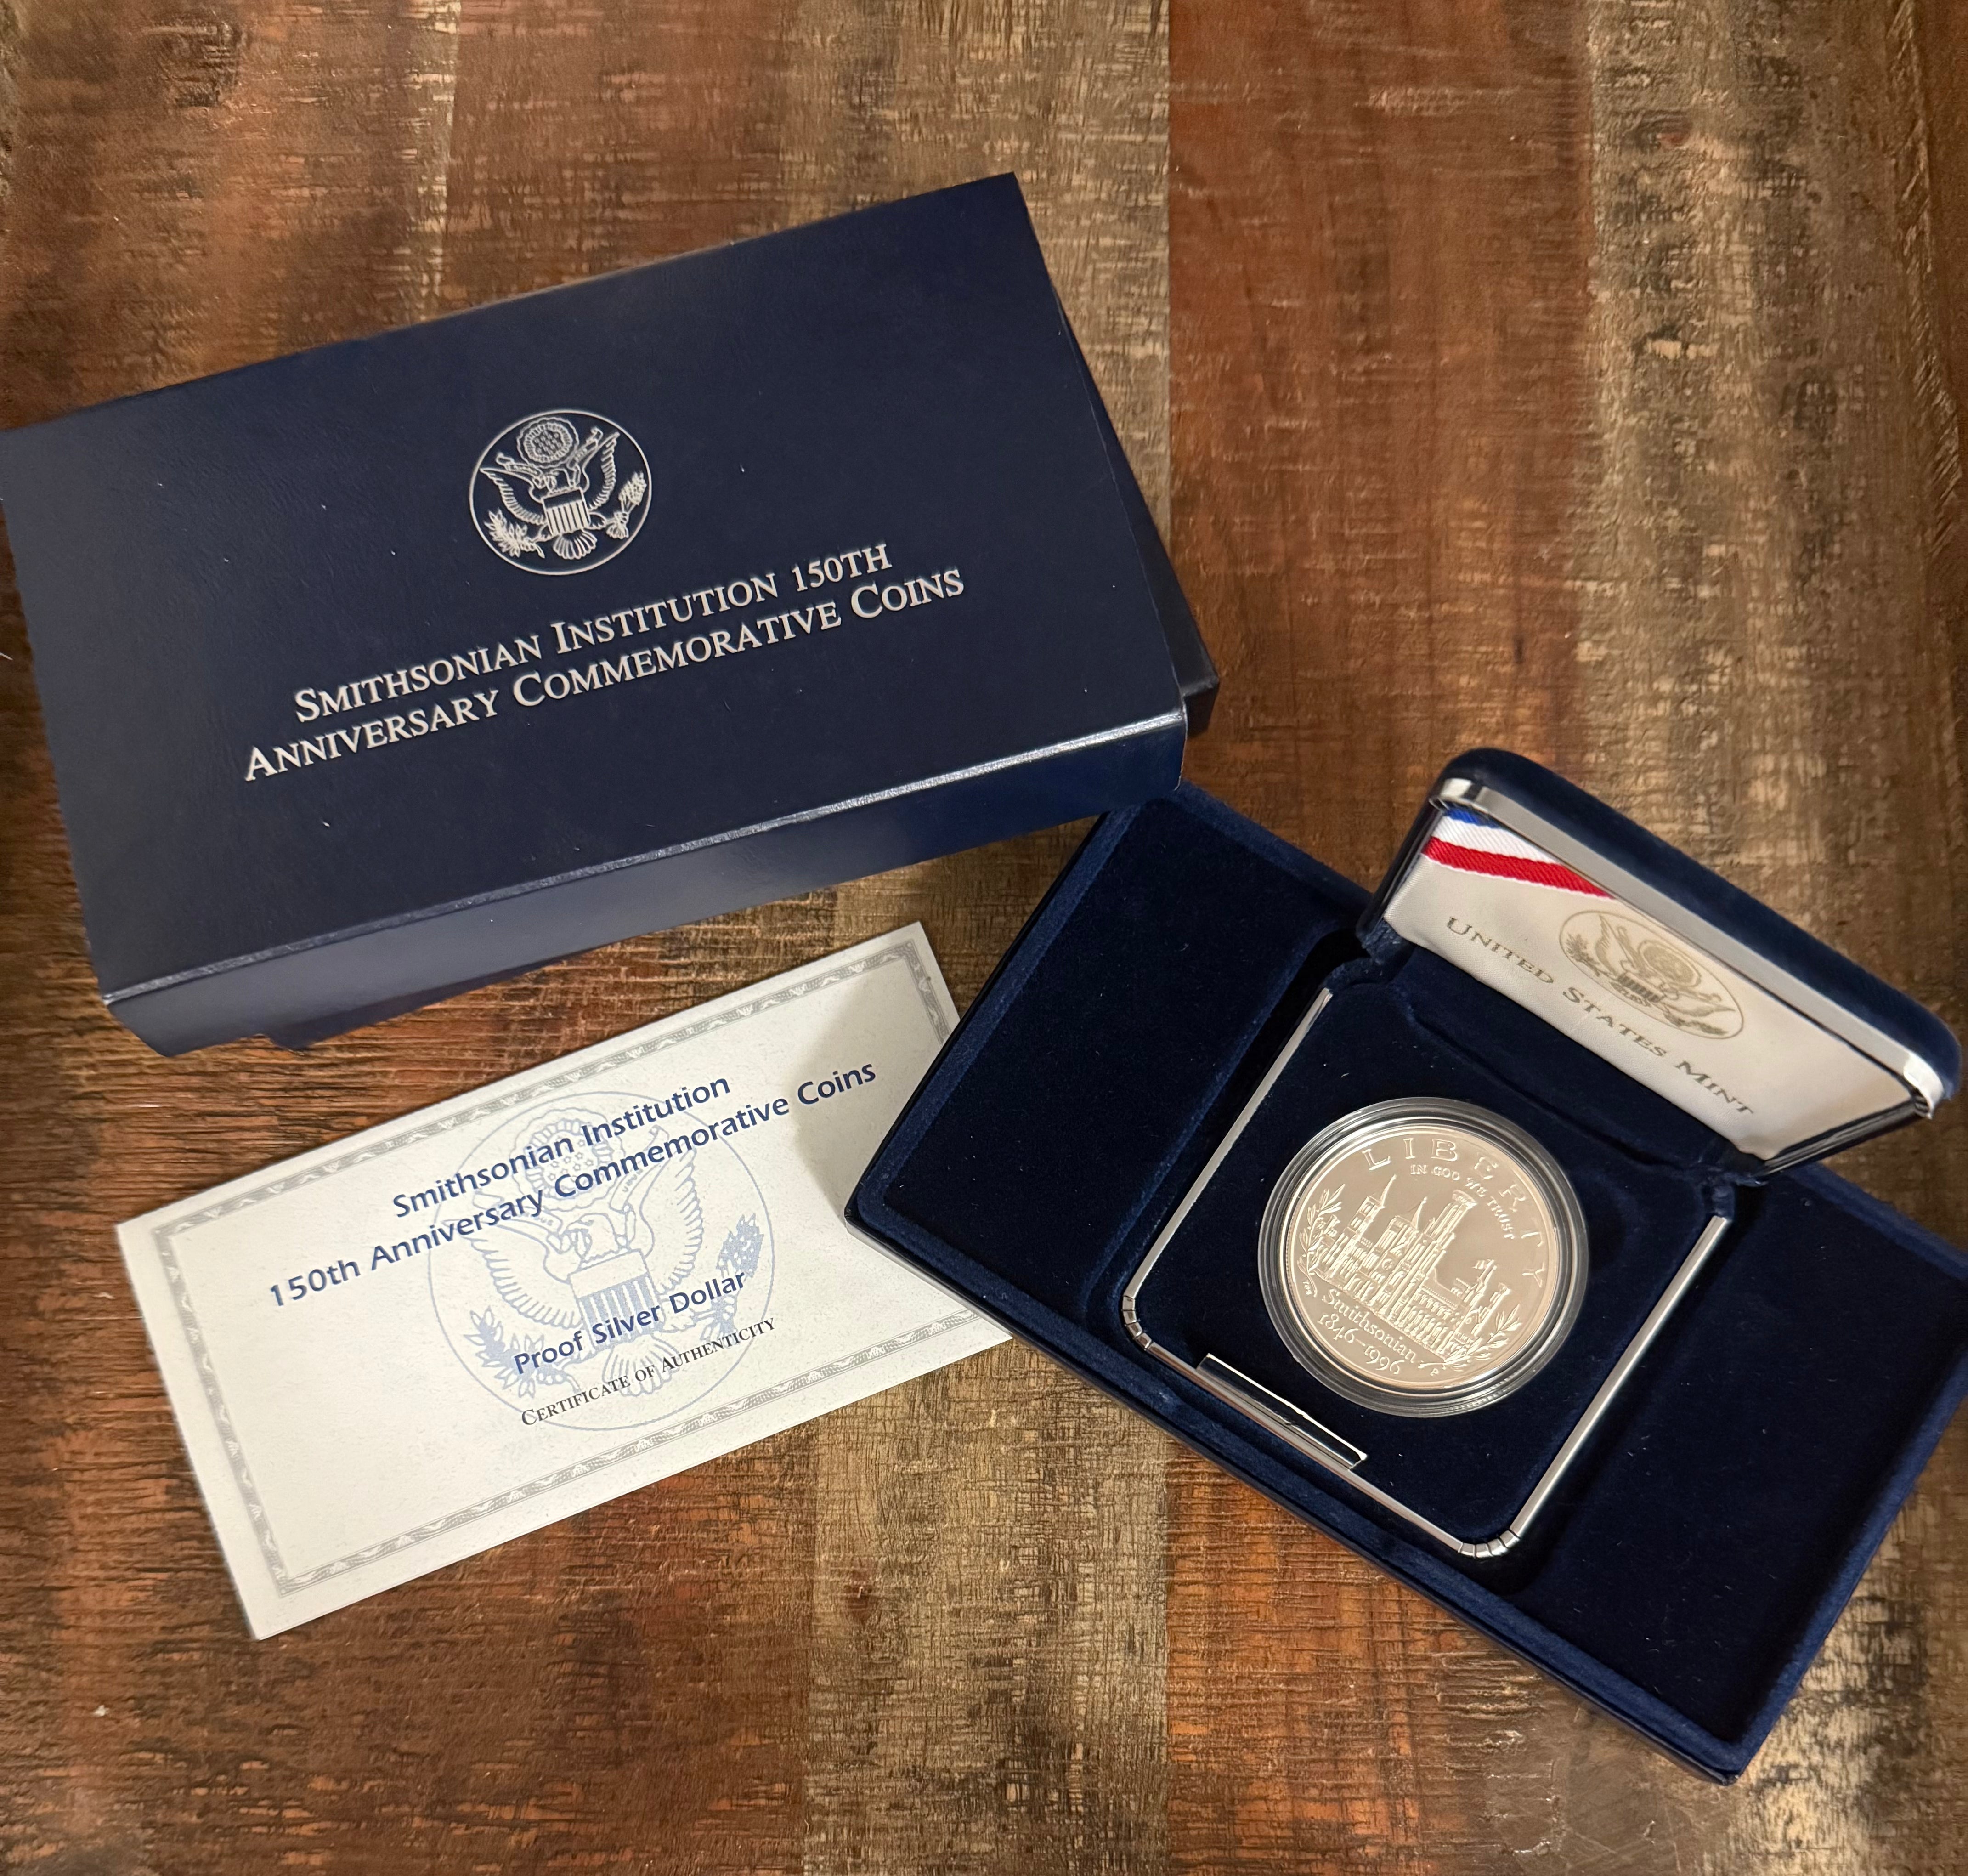 SMITHSONIAN INSTITUTION 150TH
ANNIVERSARY COMMEMORATIVE COINS
Smithsonian Institution
150th Anniversary Commemorative Coins
Proof Silver Dollar
CERTIFICATE OF AUTHENTICITY
UNITED STATES MINT
LIBERTY
IN GOD WE TRUST
Smithsonian
1846-1996
P